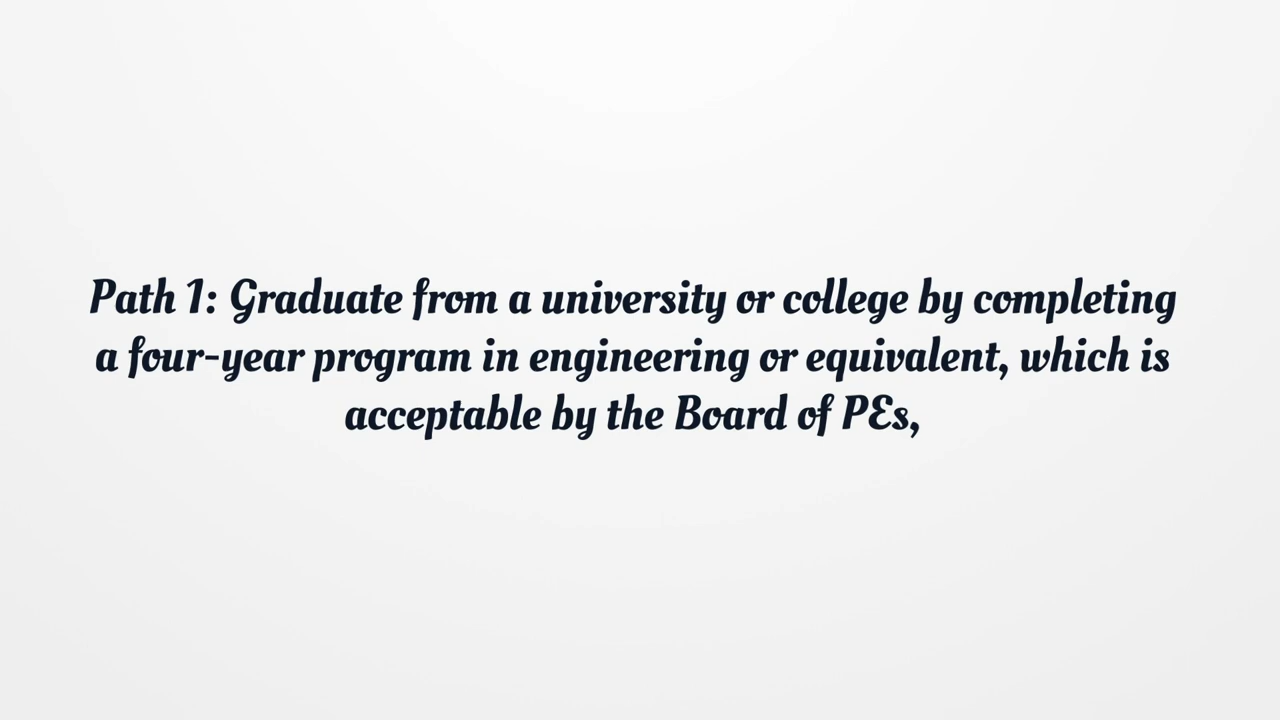 Path 1: Graduate from a university or college by completing
a four-year program in engineering or equivalent, which is
acceptable by the Board of PEs,